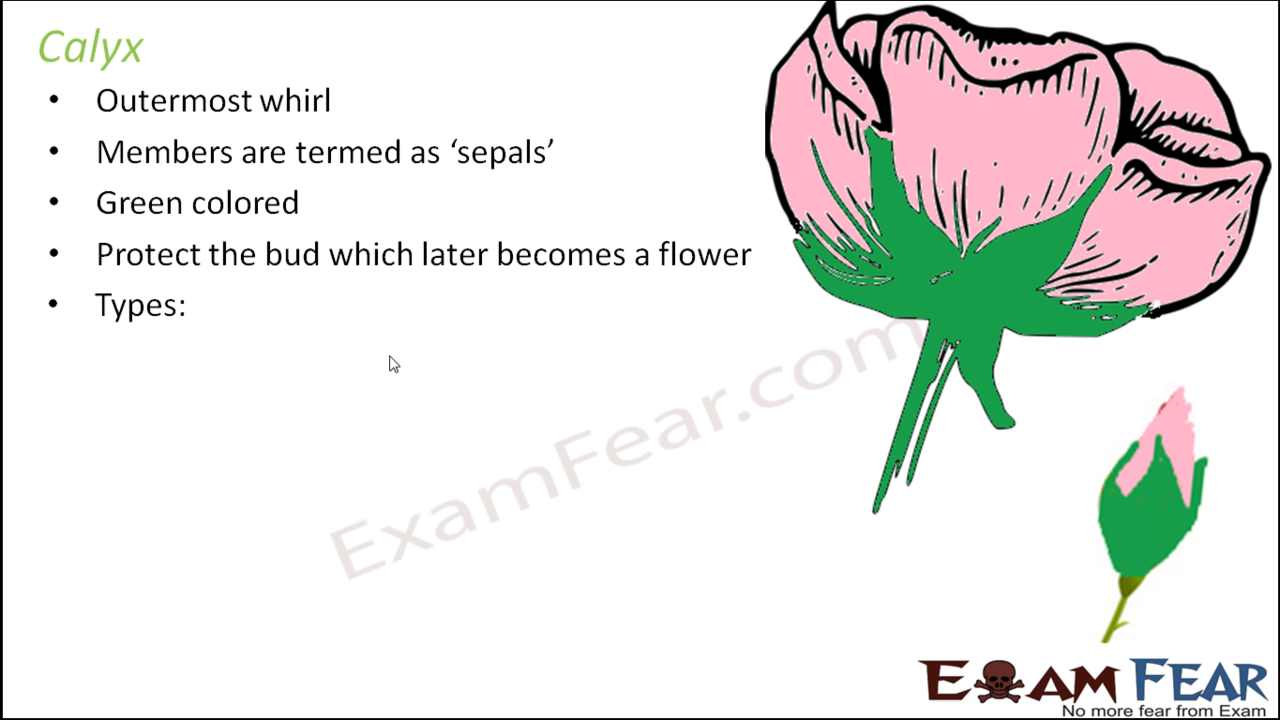 Calyx
• Outermost whirl
• Members are termed as ‘sepals’
• Green colored
• Protect the bud which later becomes a flower
• Types:
ExamFear.com
EXAM FEAR
No more fear from Exam